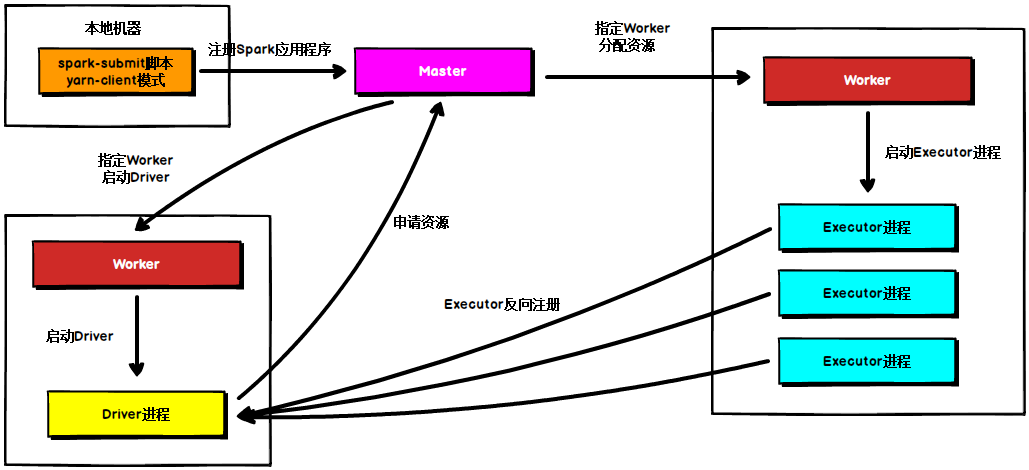 本地机器
spark-submit脚本
yarn-client模式
注册Spark应用程序
Master
指定Worker
分配资源
Worker
启动Executor进程
Executor进程
Executor进程
Executor进程
指定Worker
启动Driver
申请资源
Executor反向注册
Worker
启动Driver
Driver进程